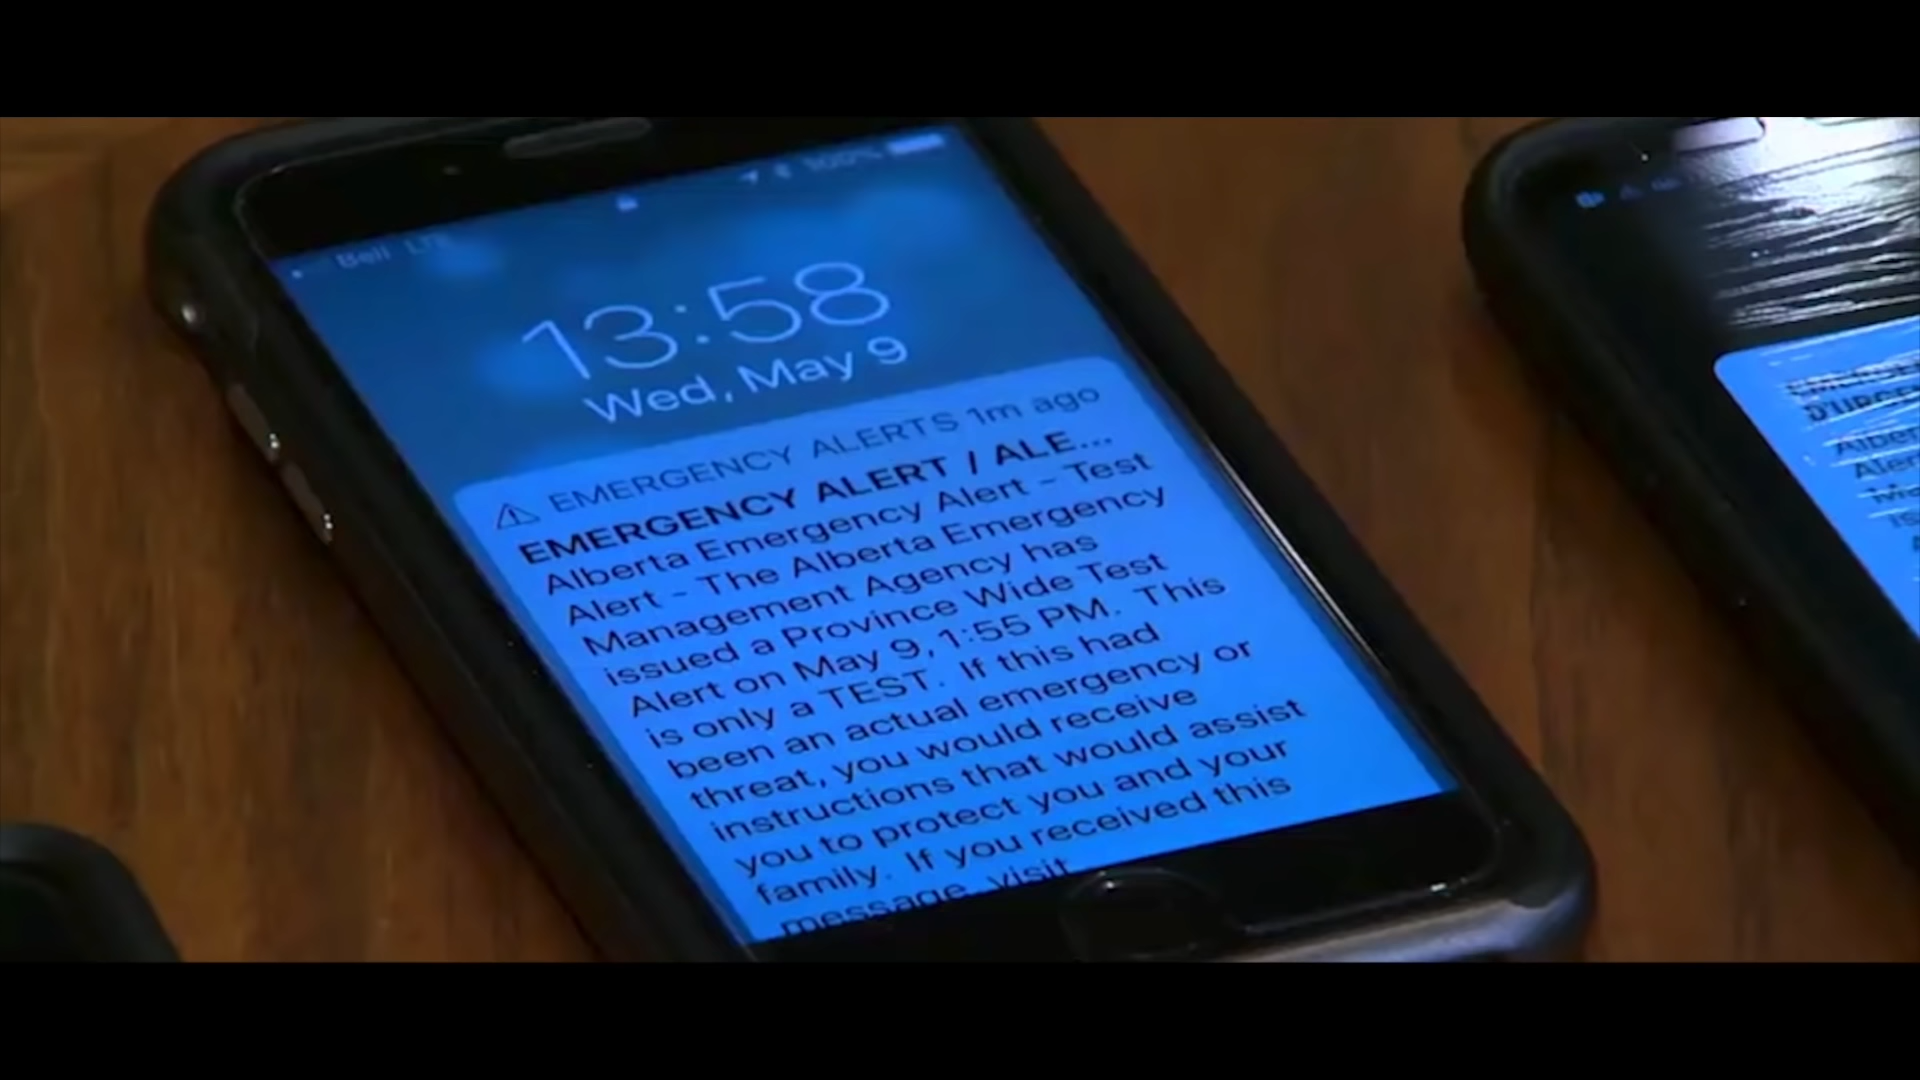 Bell LTE
100%
13:58
Wed, May 9
EMERGENCY ALERTS 1m ago
EMERGENCY ALERT / ALE...
Alberta Emergency Alert - Test
Alert - The Alberta Emergency
Management Agency has
issued a Province Wide Test
Alert on May 9, 1:55 PM. This
is only a TEST. If this had
been an actual emergency or
threat, you would receive
instructions that would assist
you to protect you and your
family. If you received this
message, visit